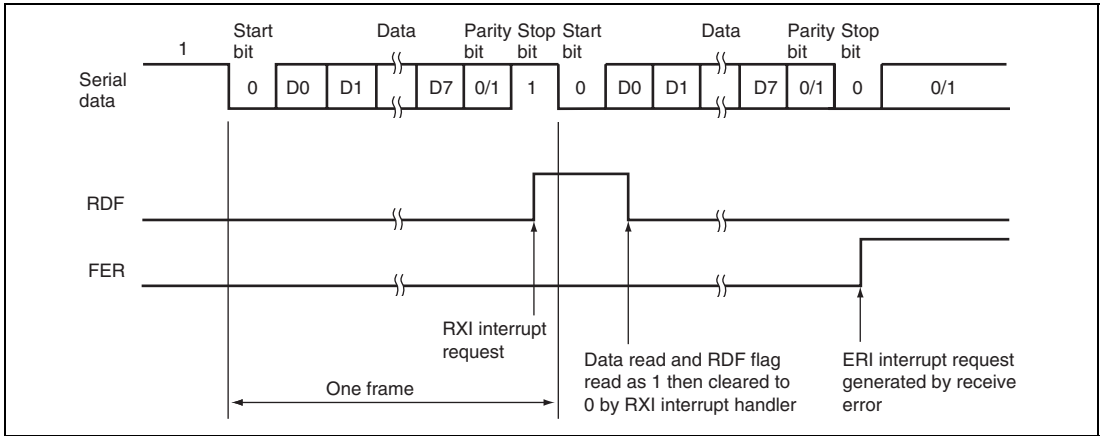 1
Start bit
Data
Parity bit
Stop bit
Start bit
Data
Parity bit
Stop bit
Serial data
0 D0 D1 D7 0/1 1 0 D0 D1 D7 0/1 0 0/1
RDF
FER
RXI interrupt
request
Data read and RDF flag
read as 1 then cleared to
0 by RXI interrupt handler
ERI interrupt request
generated by receive
error
One frame